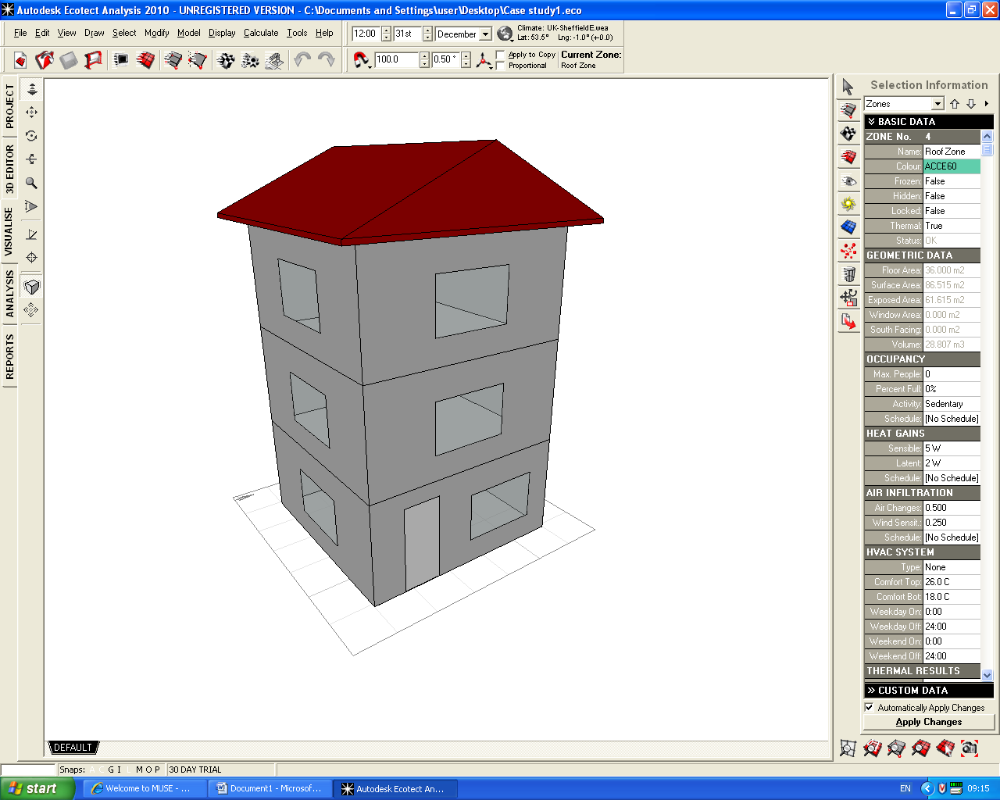 Autodesk Ecotect Analysis 2010 - UNREGISTERED VERSION - C:\Documents and Settings\user\Desktop\Case study1.eco
File Edit View Draw Select Modify Model Display Calculate Tools Help
12:00 31st December
Climate: UK-SheffieldE.wea
Lat: 53.5° Lng: -1.0° (+0.0)
100.0 0.50 °
Apply to Copy
Proportional
Current Zone:
Roof Zone
PROJECT
3D EDITOR
VISUALISE
ANALYSIS
REPORTS
Selection Information
Zones
BASIC DATA
ZONE No. 4
Name: Roof Zone
Colour: ACCE60
Frozen: False
Hidden: False
Locked: False
Thermal: True
Status: OK
GEOMETRIC DATA
Floor Area: 36.000 m2
Surface Area: 86.515 m2
Exposed Area: 61.615 m2
Window Area: 0.000 m2
South Facing: 0.000 m2
Volume: 28.807 m3
OCCUPANCY
Max. People: 0
Percent Full: 0%
Activity: Sedentary
Schedule: [No Schedule]
HEAT GAINS
Sensible: 5 W
Latent: 2 W
Schedule: [No Schedule]
AIR INFILTRATION
Air Changes: 0.500
Wind Sensit.: 0.250
Schedule: [No Schedule]
HVAC SYSTEM
Type: None
Comfort Top: 26.0 C
Comfort Bot: 18.0 C
Weekday On: 0:00
Weekday Off: 24:00
Weekend On: 0:00
Weekend Off: 24:00
THERMAL RESULTS
CUSTOM DATA
Automatically Apply Changes
Apply Changes
DEFAULT
Snaps: A C G I L M O P 30 DAY TRIAL
start
Welcome to MUSE - ...
Document1 - Microsof...
Autodesk Ecotect An...
EN
09:15